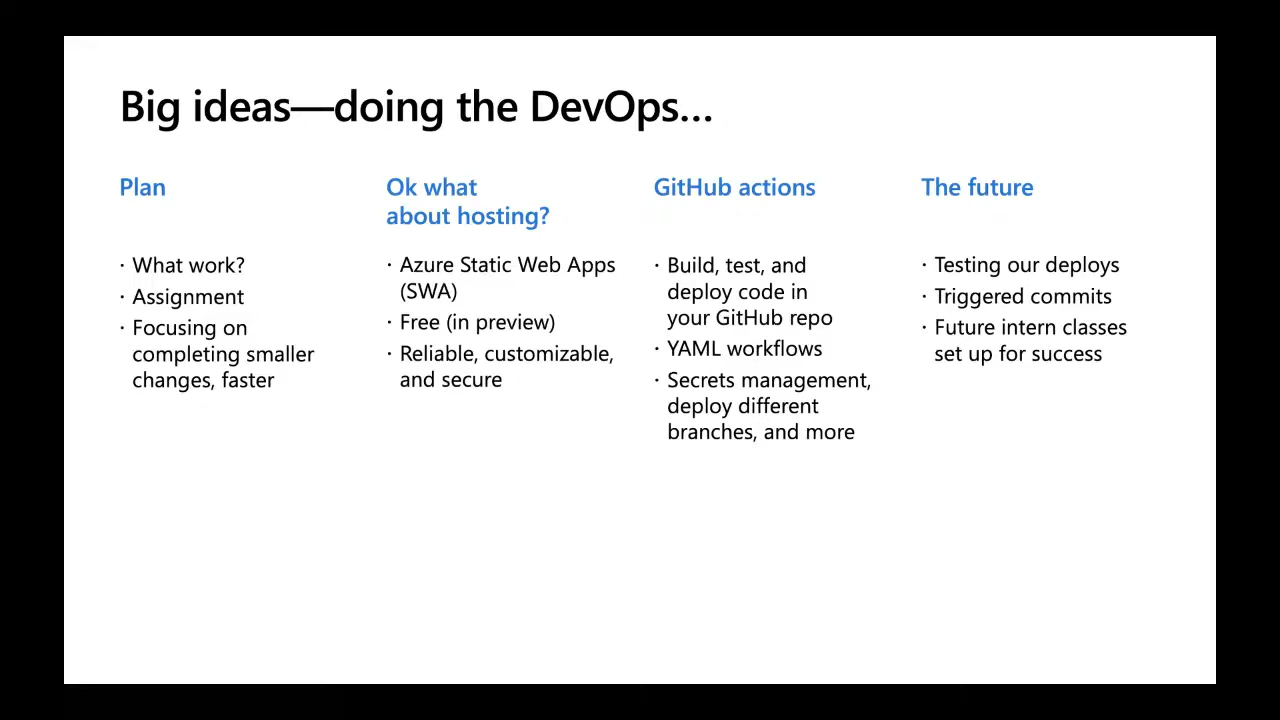 Big ideas—doing the DevOps...
Plan
· What work?
· Assignment
· Focusing on
completing smaller
changes, faster
Ok what
about hosting?
· Azure Static Web Apps
(SWA)
· Free (in preview)
· Reliable, customizable,
and secure
GitHub actions
· Build, test, and
deploy code in
your GitHub repo
· YAML workflows
· Secrets management,
deploy different
branches, and more
The future
· Testing our deploys
· Triggered commits
· Future intern classes
set up for success